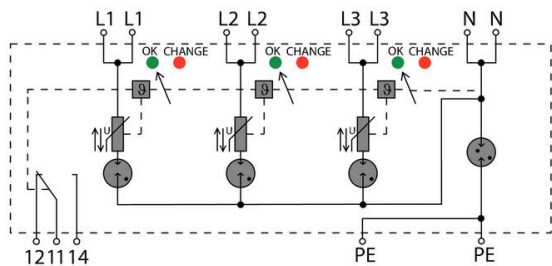 L1 L1 L2 L2 L3 L3 N N
OK CHANGE OK CHANGE OK CHANGE
ϑ ϑ ϑ
U U U
12 11 14 PE PE